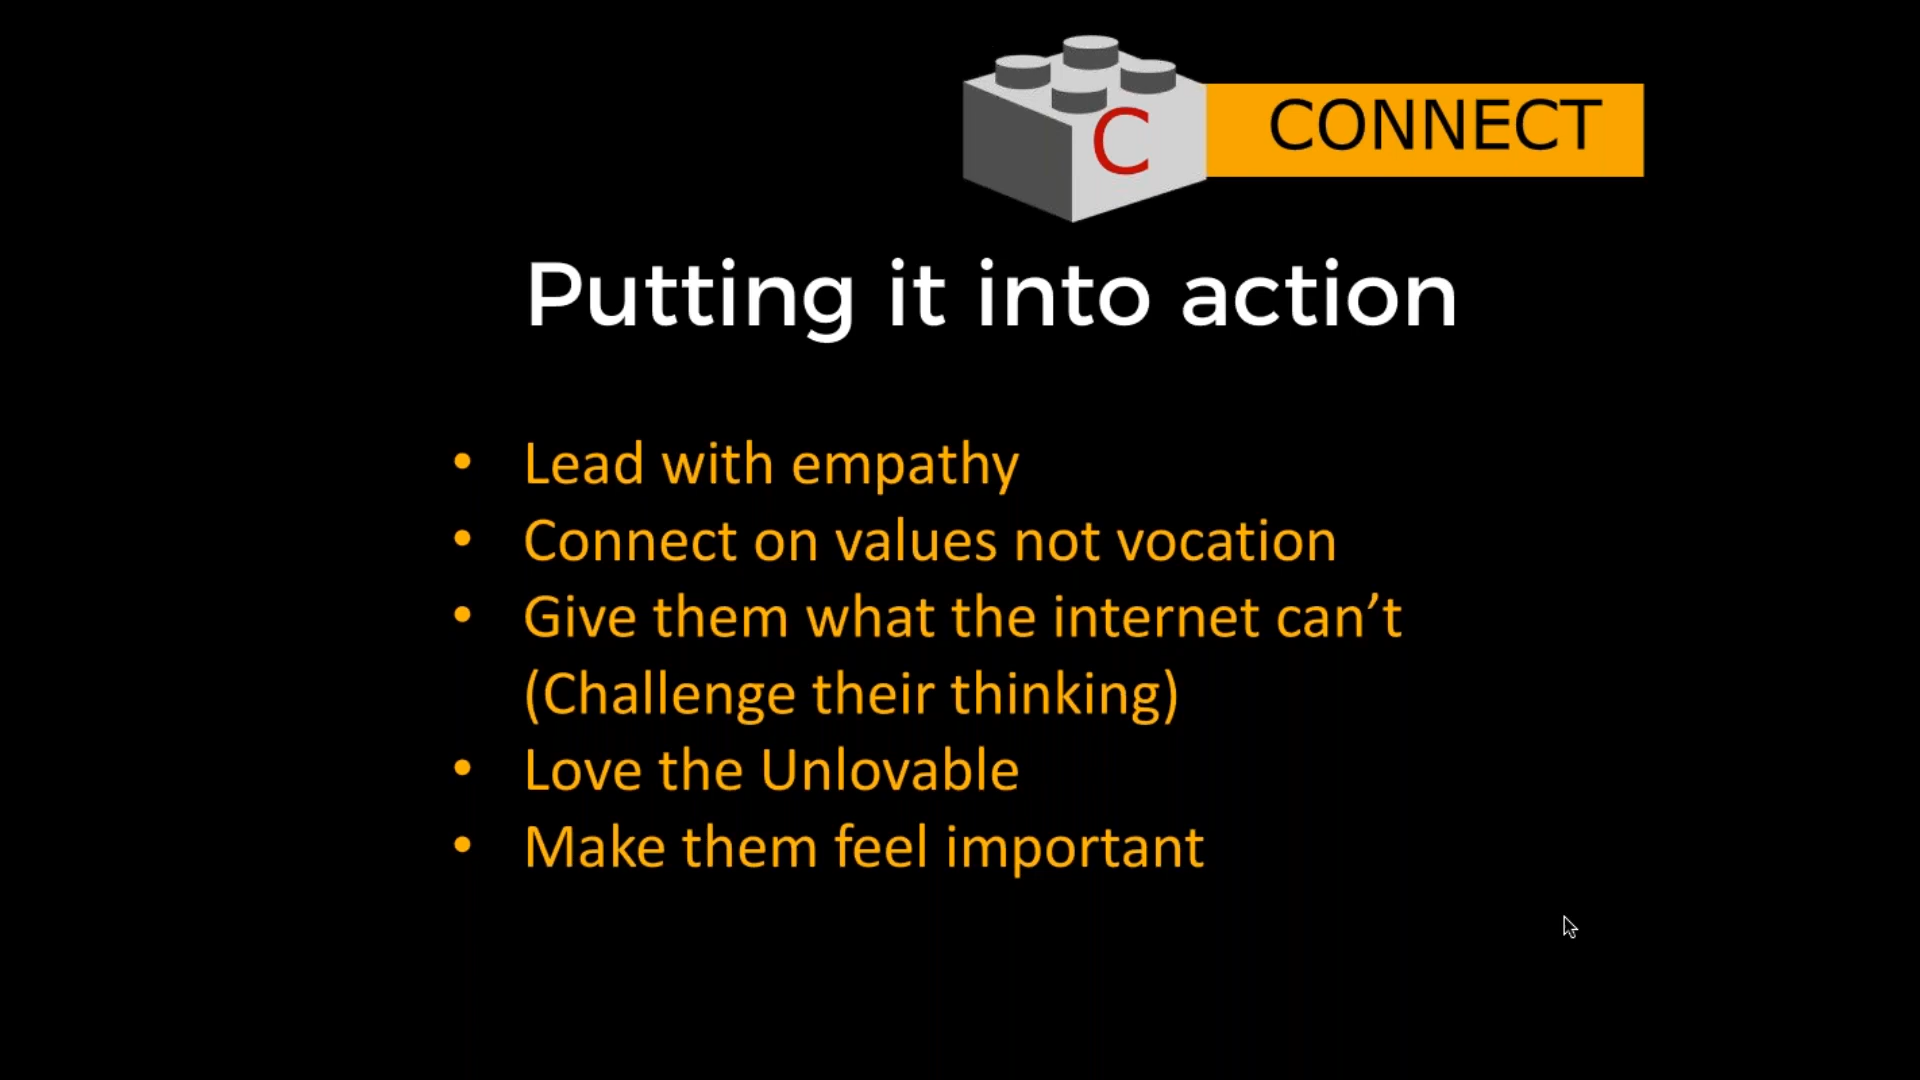 C CONNECT
Putting it into action
• Lead with empathy
• Connect on values not vocation
• Give them what the internet can’t
(Challenge their thinking)
• Love the Unlovable
• Make them feel important